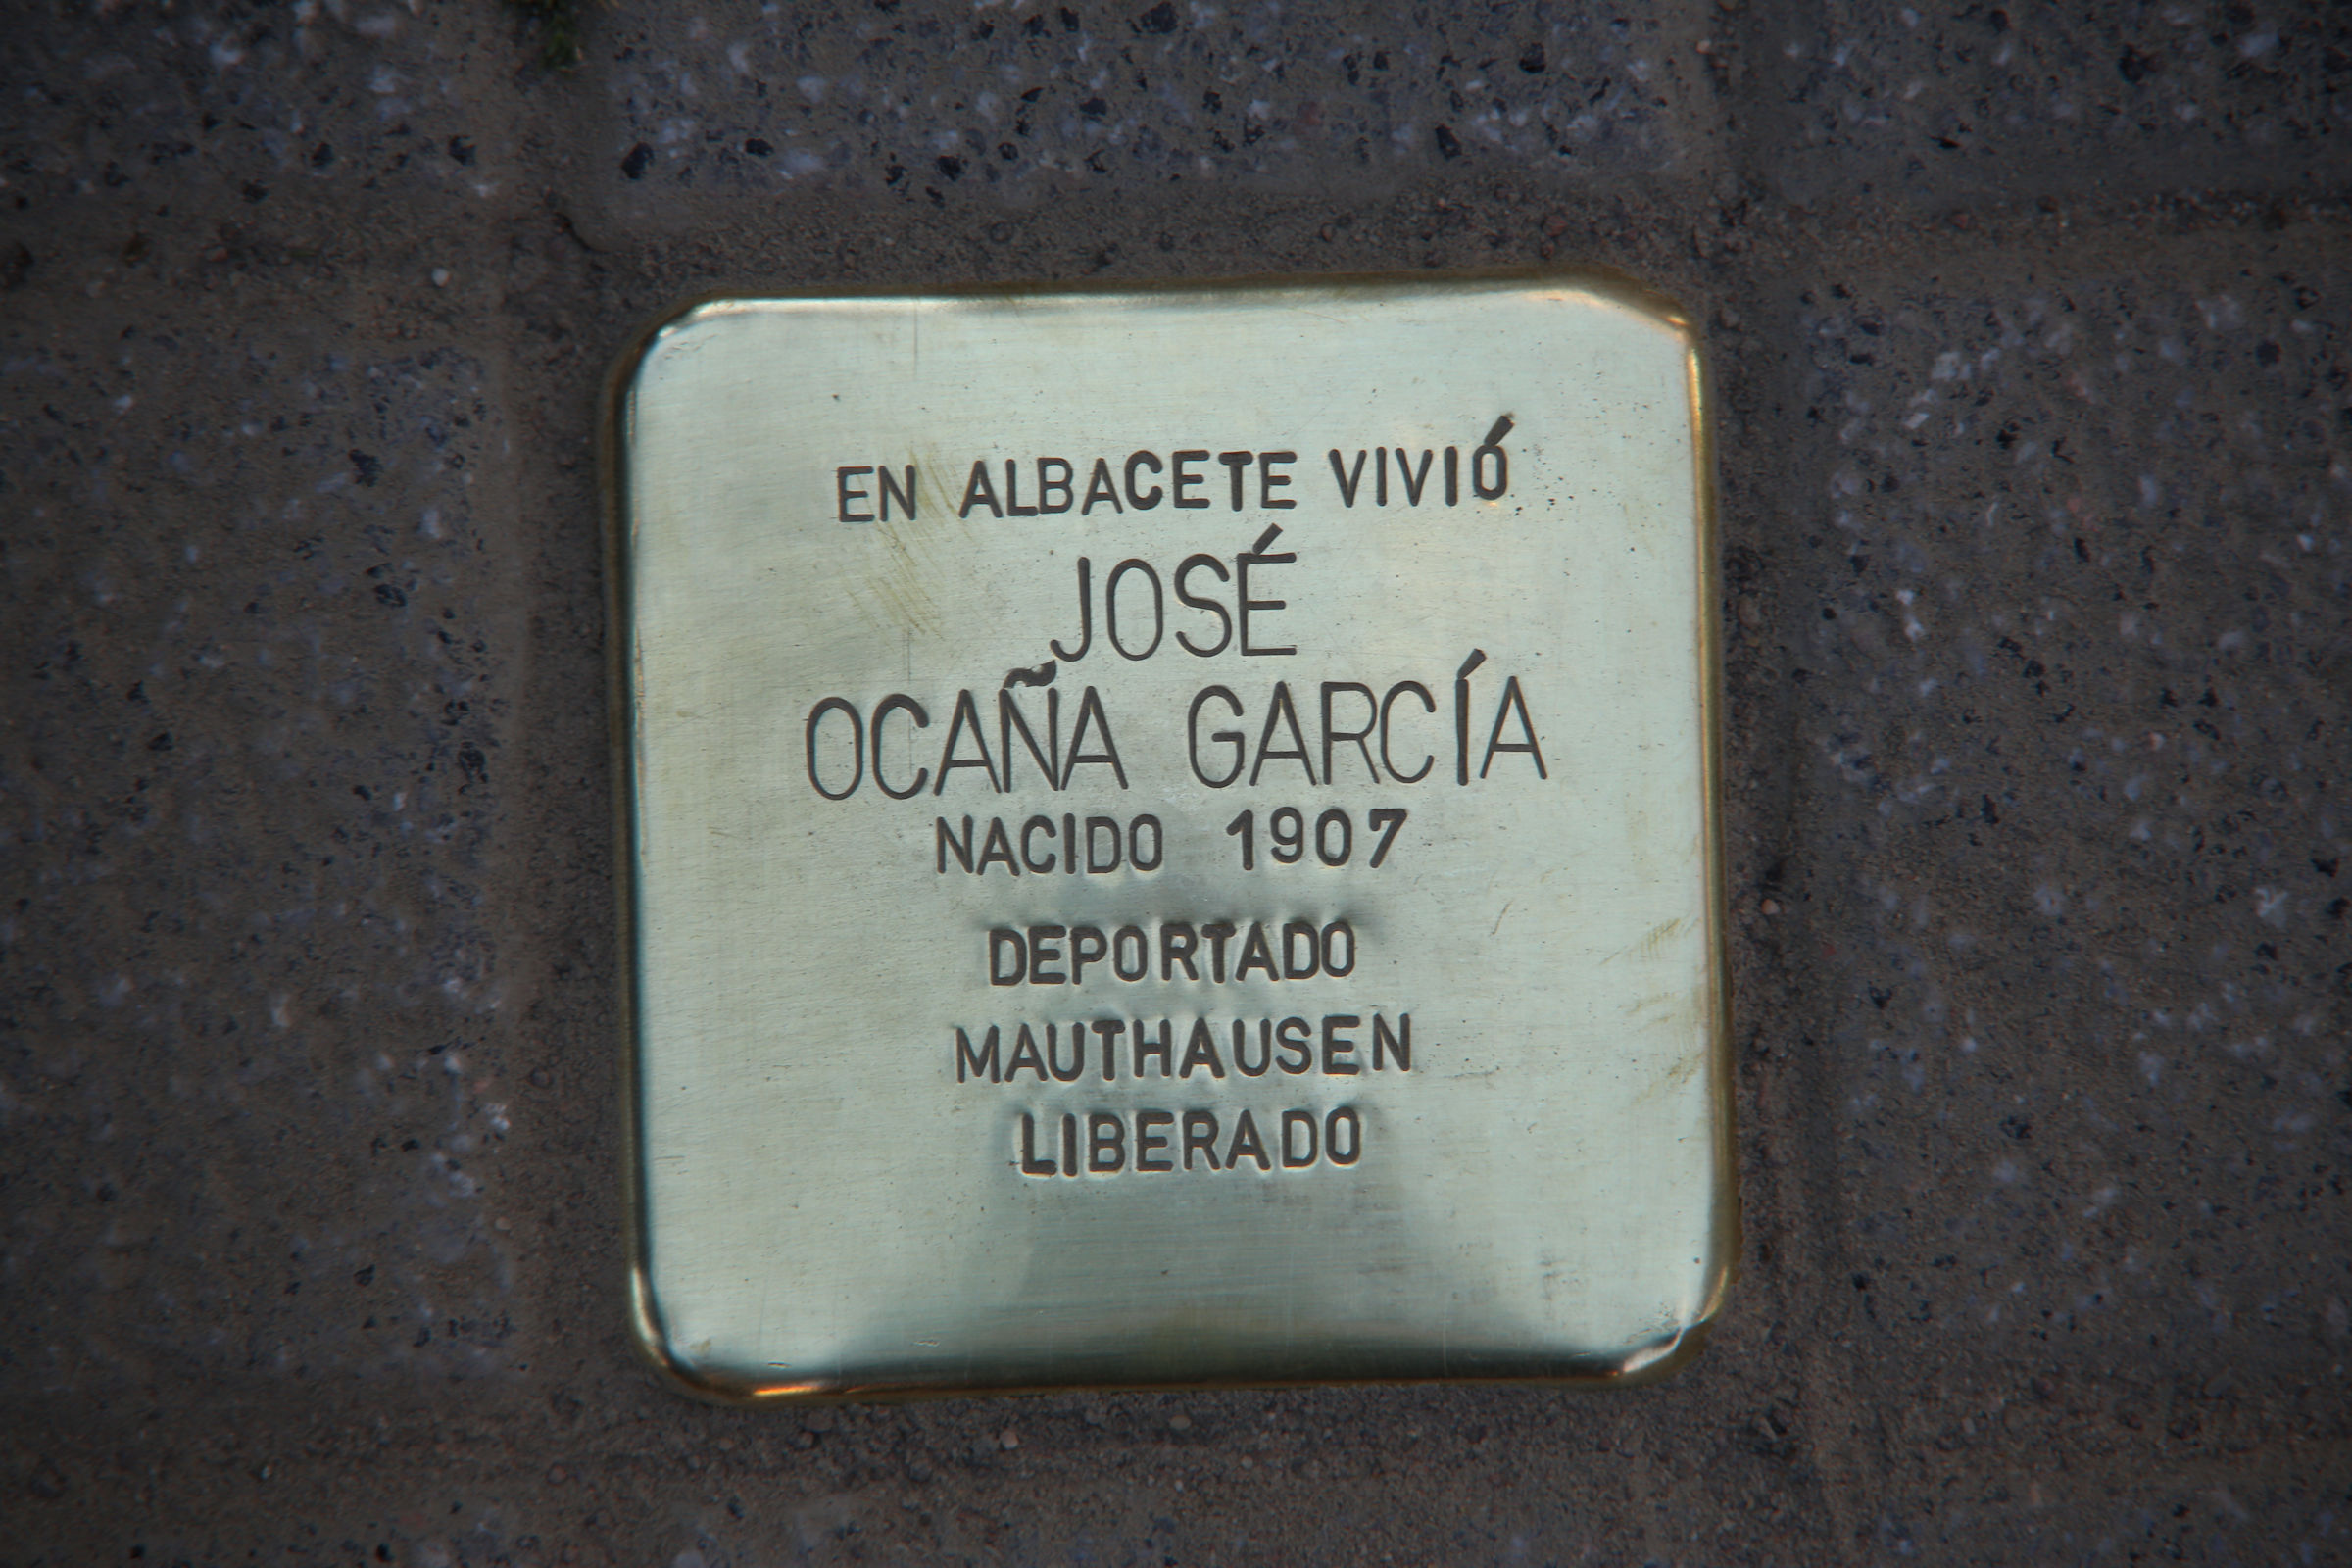 EN ALBACETE VIVIÓ
JOSÉ
OCAÑA GARCÍA
NACIDO 1907
DEPORTADO
MAUTHAUSEN
LIBERADO